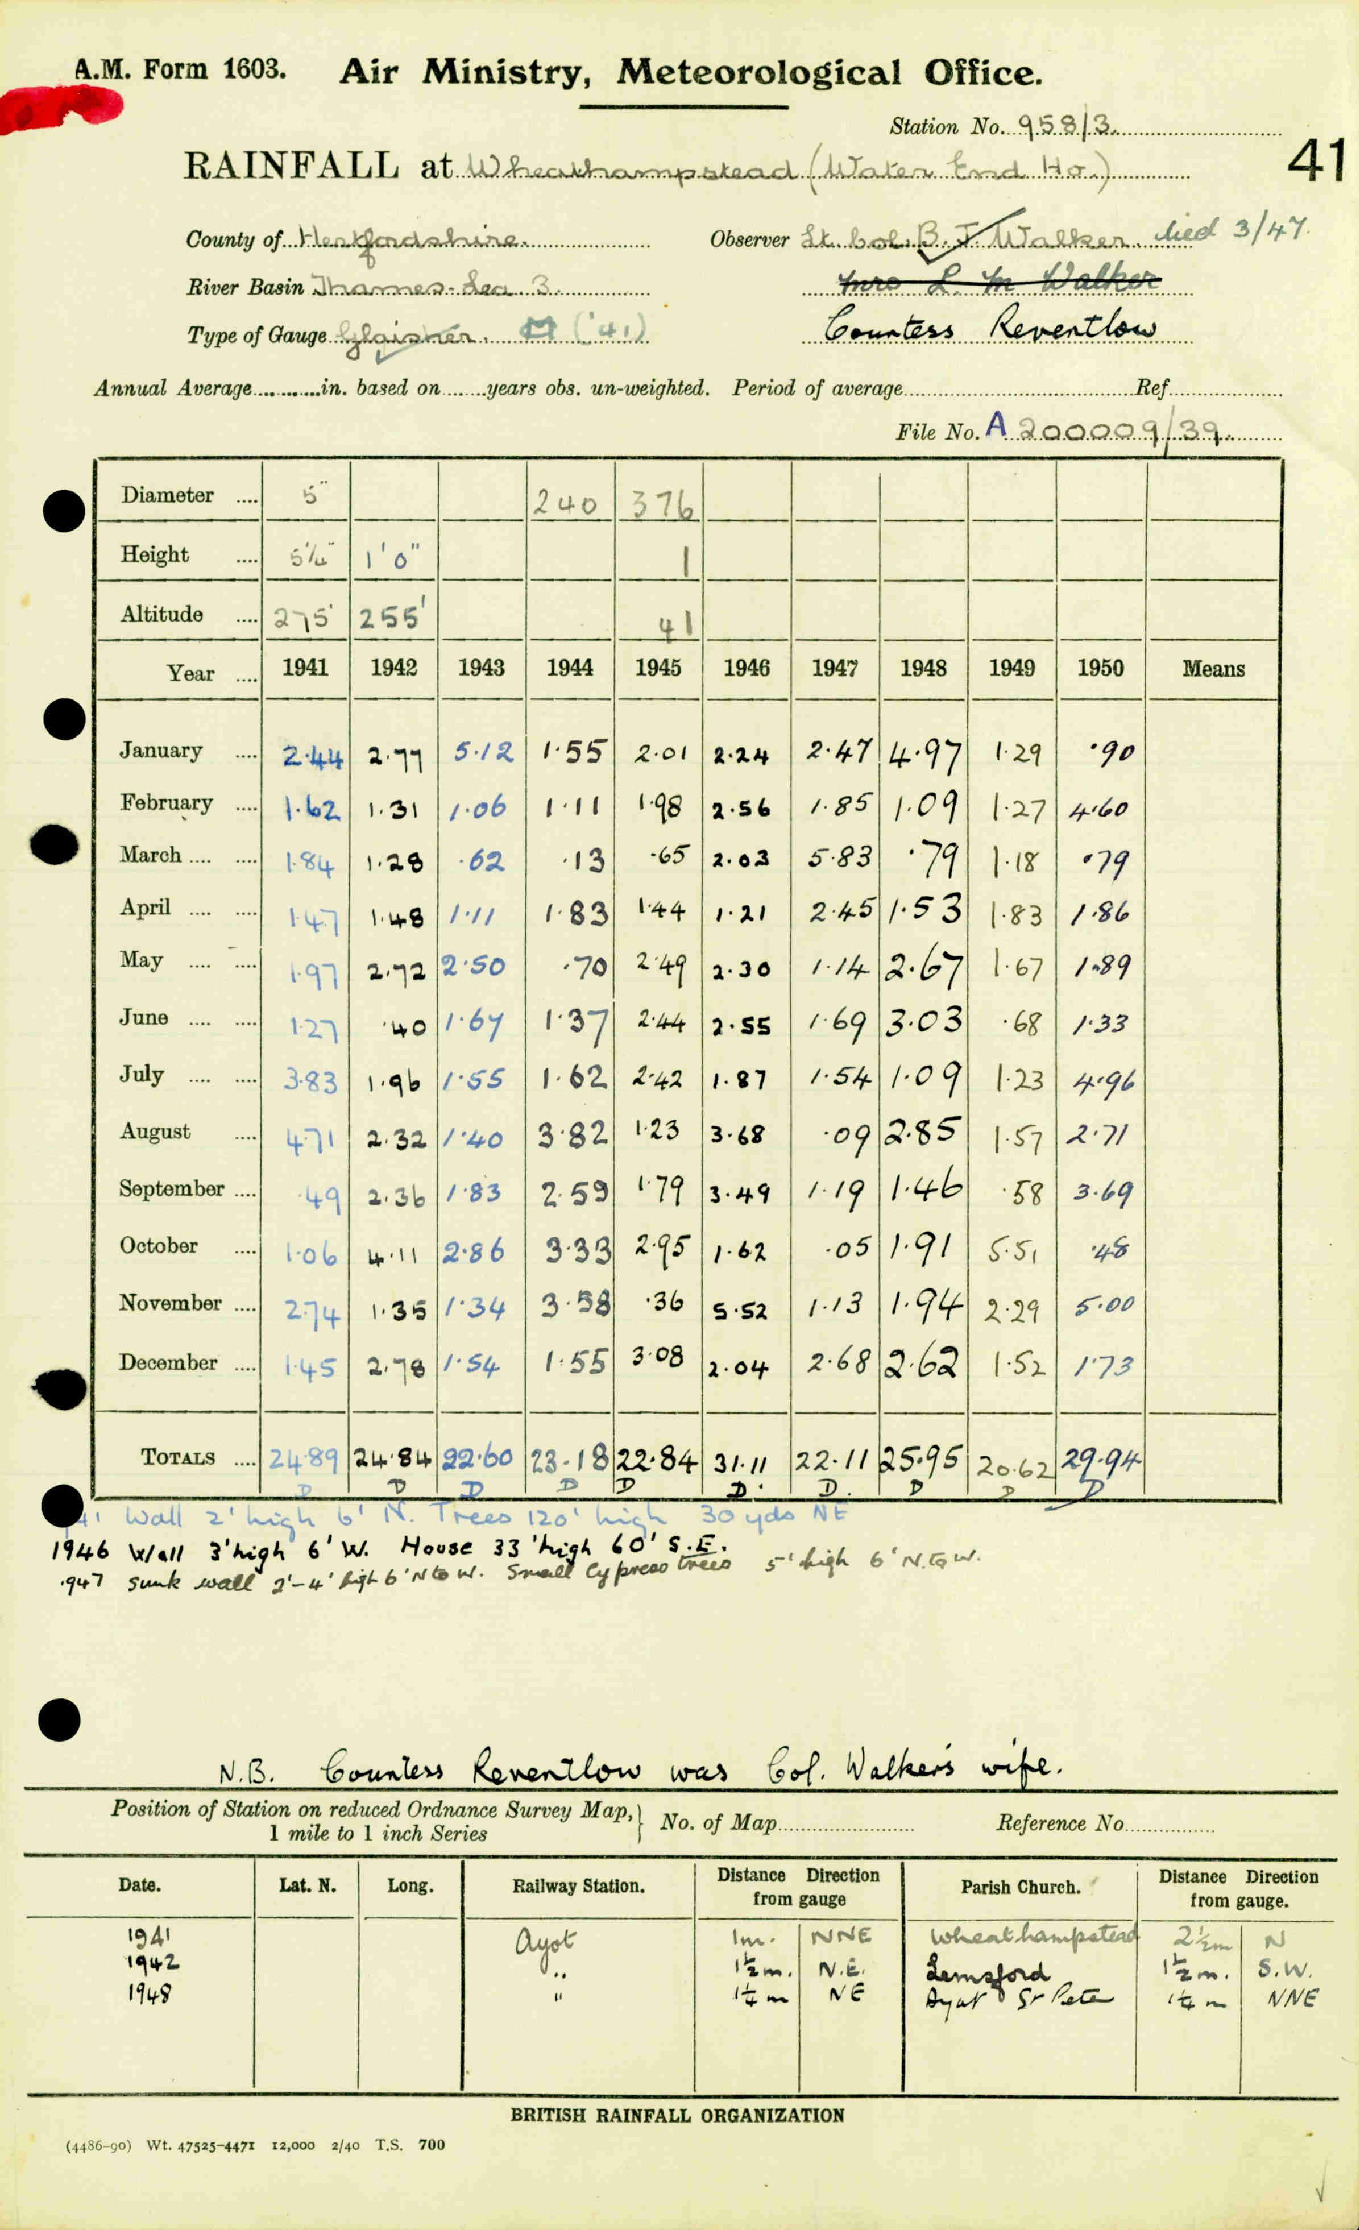 A.M. Form 1603. Air Ministry, Meteorological Office.
Station No. 958/3.
RAINFALL at Wheathampstead (Water End Ho.) 41
County of Hertfordshire. Observer Lt. Col. B. J. Walker. died 3/47.
River Basin Thames-Lea 3. Mrs L. M Walker
Type of Gauge Glaisher. M ('41) Countess Reventlow
Annual Average..........in. based on.......years obs. un-weighted. Period of average Ref
File No. A 200009/39.
Diameter .... 5" 240 376
Height .... 5¼" 1'0" 1
Altitude .... 275' 255' 41
Year .... 1941 1942 1943 1944 1945 1946 1947 1948 1949 1950 Means
January .... 2.44 2.77 5.12 1.55 2.01 2.24 2.47 4.97 1.29 .90
February .... 1.62 1.31 1.06 1.11 1.98 2.56 1.85 1.09 1.27 4.60
March .... .... 1.84 1.28 .62 .13 .65 2.03 5.83 .79 1.18 .79
April .... .... 1.47 1.48 1.11 1.83 1.44 1.21 2.45 1.53 1.83 1.86
May .... .... 1.97 2.72 2.50 .70 2.49 2.30 1.14 2.67 1.67 1.89
June .... .... 1.27 .40 1.67 1.37 2.44 2.55 1.69 3.03 .68 1.33
July .... .... 3.83 1.96 1.55 1.62 2.42 1.87 1.54 1.09 1.23 4.96
August .... 4.71 2.32 1.40 3.82 1.23 3.68 .09 2.85 1.57 2.71
September .... .49 2.36 1.83 2.59 1.79 3.49 1.19 1.46 .58 3.69
October .... 1.06 4.11 2.86 3.33 2.95 1.62 .05 1.91 5.51 .48
November .... 2.74 1.35 1.34 3.58 .36 5.52 1.13 1.94 2.29 5.00
December .... 1.45 2.78 1.54 1.55 3.08 2.04 2.68 2.62 1.52 1.73
TOTALS .... 24.89 24.84 22.60 23.18 22.84 31.11 22.11 25.95 20.62 29.94
D D D D D D. D. D D D
41 Wall 2' high 6' N. Trees 120' high 30 yds NE
1946 Wall 3' high 6' W. House 33' high 60' S.E.
.947 Sunk wall 2'-4' high 6' N to W. Small Cypress trees 5' high 6' N. to W.
N.B. Countess Reventlow was Col. Walker's wife.
Position of Station on reduced Ordnance Survey Map, } No. of Map Reference No.
1 mile to 1 inch Series
Date. Lat. N. Long. Railway Station. Distance Direction from gauge Parish Church. Distance Direction from gauge.
1941 Ayot 1m. NNE Wheathampstead 2½m N
1942 " 1½m. N.E. Lemsford 1½m. S.W.
1948 " 1¼m NE Ayot St Peter 1¼m NNE
BRITISH RAINFALL ORGANIZATION
(4486-90) Wt. 47525-4471 12,000 2/40 T.S. 700